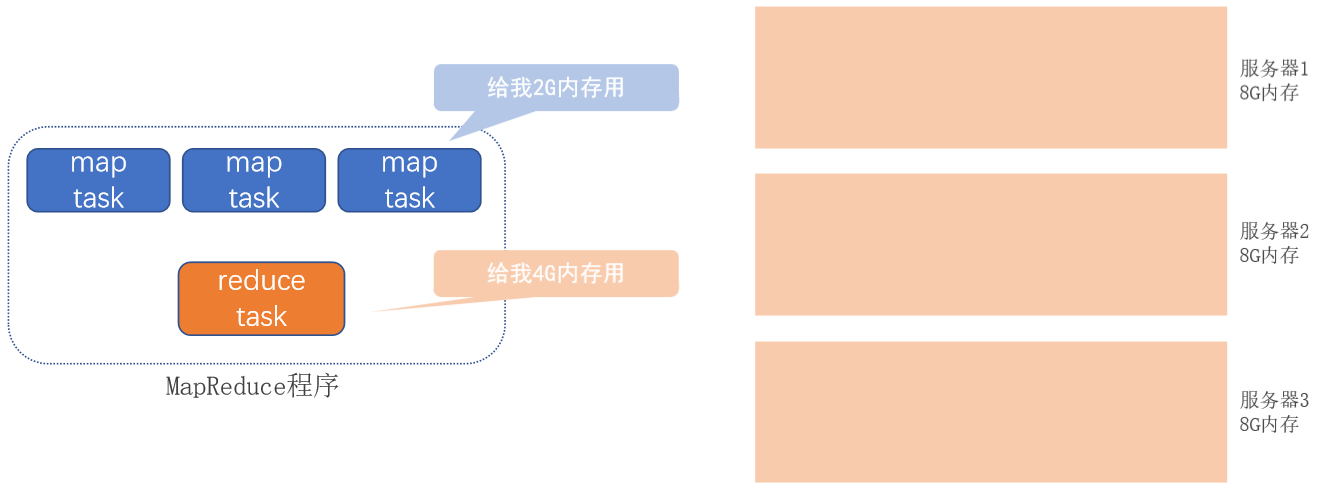 给我2G内存用
map
task
map
task
map
task
给我4G内存用
reduce
task
MapReduce程序
服务器1
8G内存
服务器2
8G内存
服务器3
8G内存